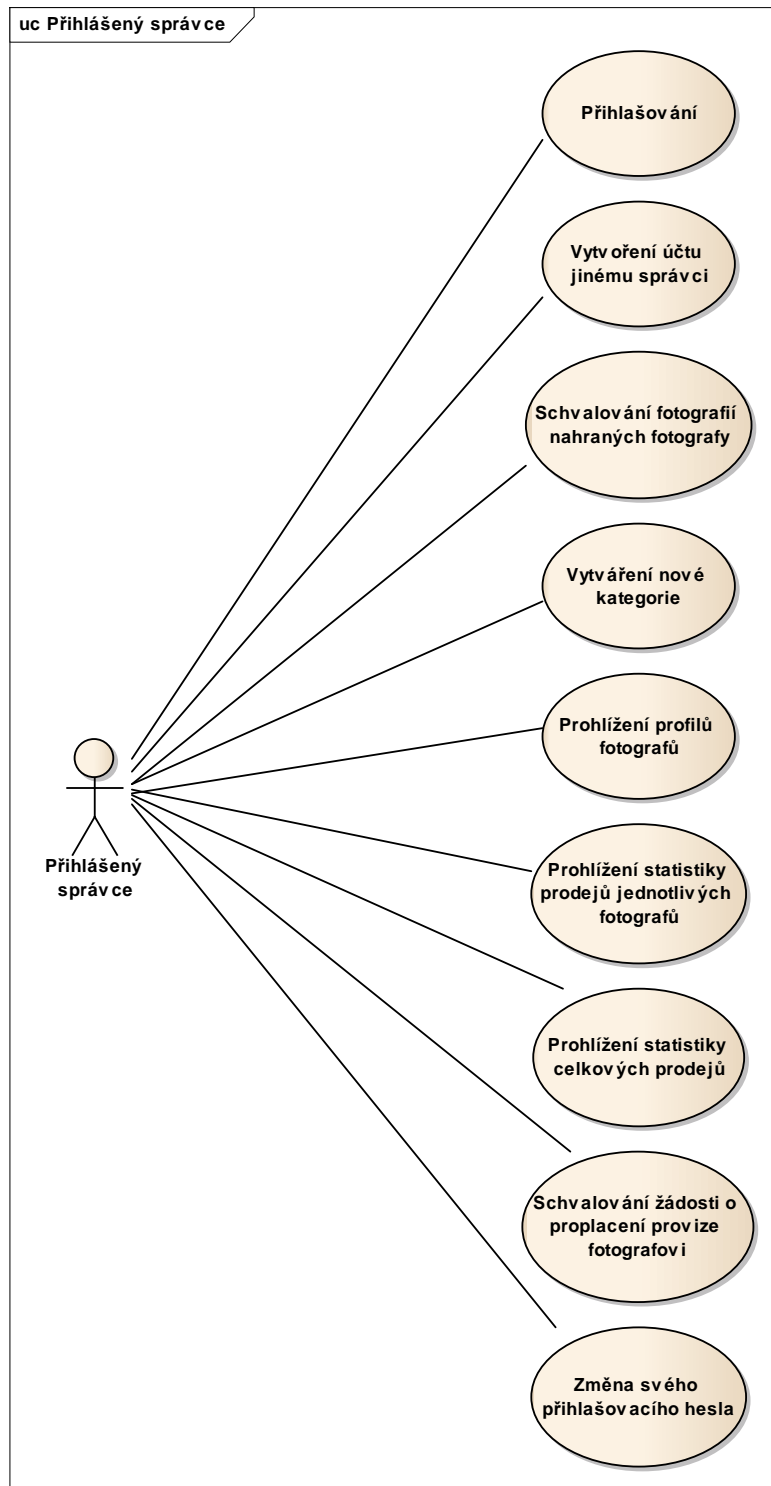 uc Přihlášený správce
Přihlašování
Vytvoření účtu
jinému správci
Schvalování fotografií
nahraných fotografy
Vytváření nové
kategorie
Prohlížení profilů
fotografů
Přihlášený
správce
Prohlížení statistiky
prodejů jednotlivých
fotografů
Prohlížení statistiky
celkových prodejů
Schvalování žádosti o
proplacení provize
fotografovi
Změna svého
přihlašovacího hesla